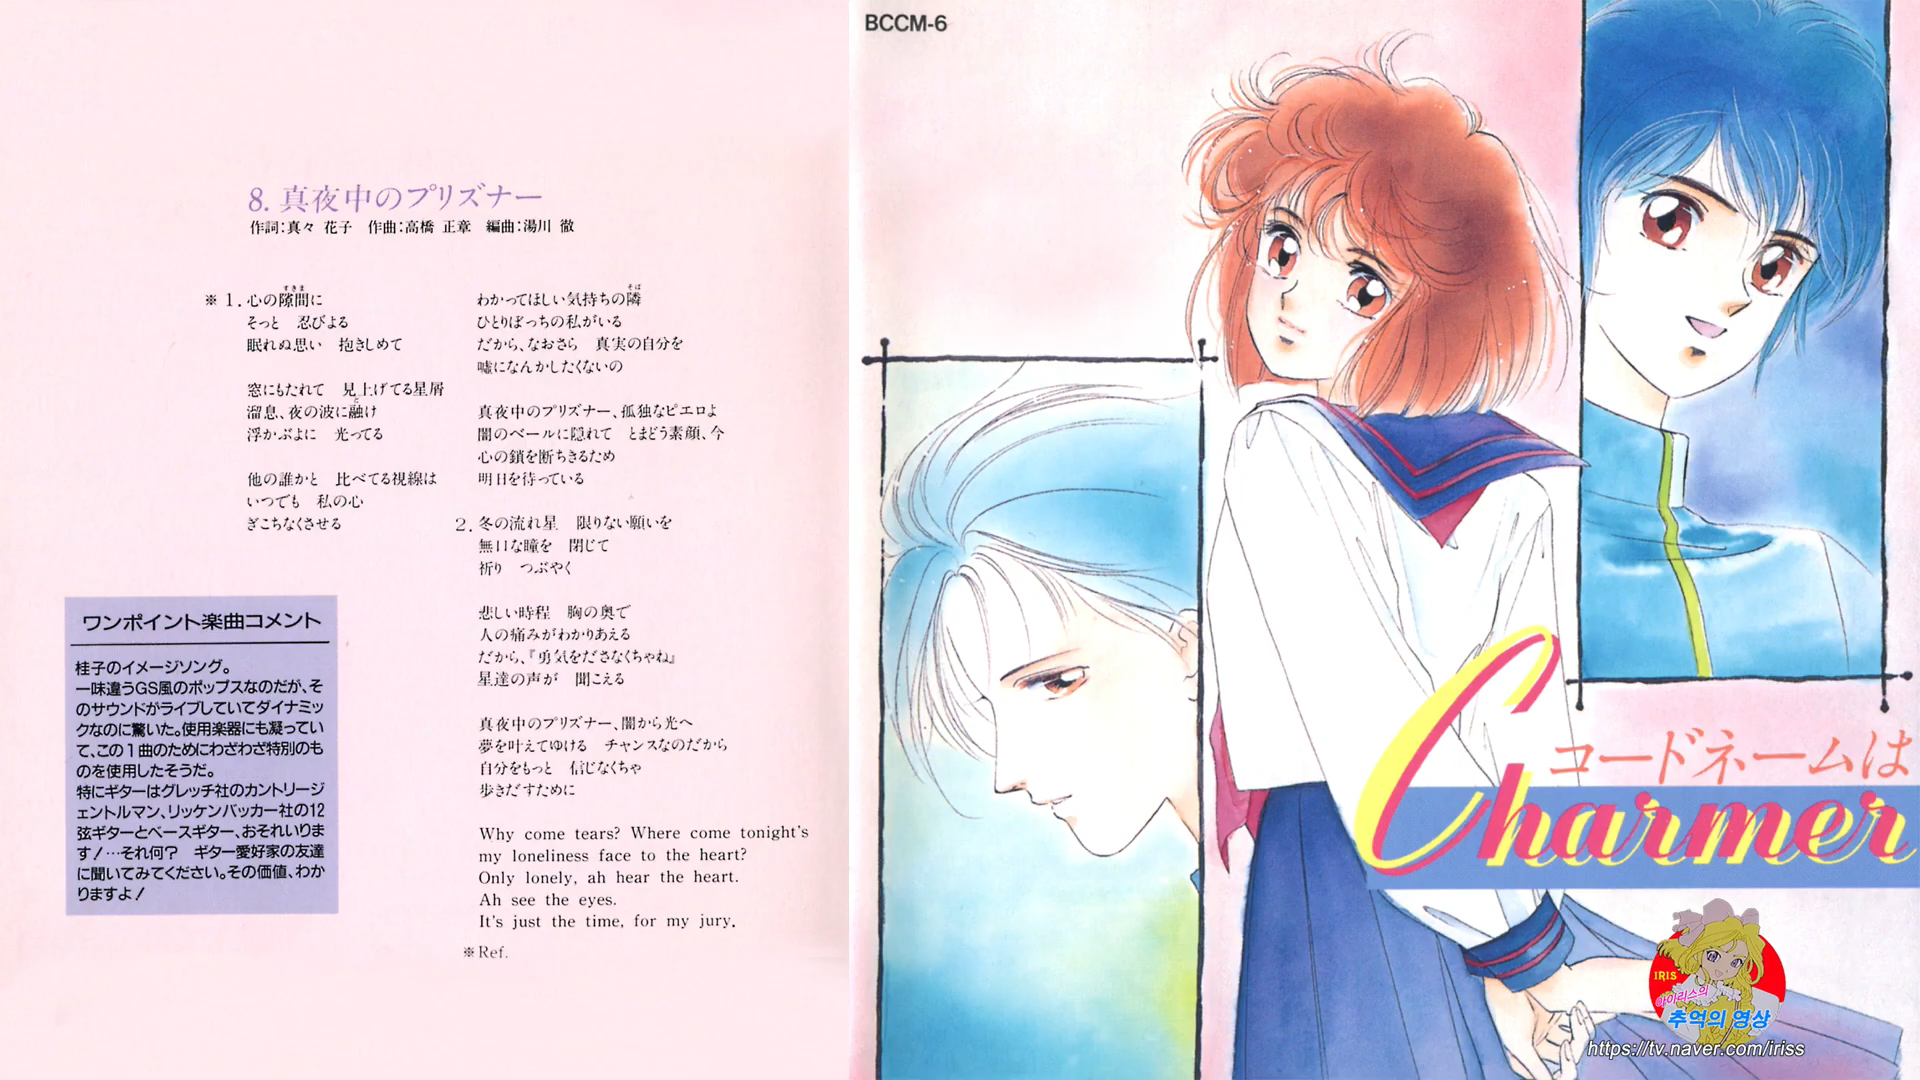 8. 真夜中のプリズナー
作詞:真々 花子　作曲:高橋 正章　編曲:湯川 徹
※ 1. 心の隙間に
すきま
そっと　忍びよる
眠れぬ思い　抱きしめて
窓にもたれて　見上げてる星屑
溜息、夜の波に融け
と
浮かぶよに　光ってる
他の誰かと　比べてる視線は
いつでも　私の心
ぎこちなくさせる
わかってほしい気持ちの隣
そば
ひとりぼっちの私がいる
だから、なおさら　真実の自分を
嘘になんかしたくないの
真夜中のプリズナー、孤独なピエロよ
闇のベールに隠れて　とまどう素顔、今
心の鎖を断ちきるため
明日を待っている
2. 冬の流れ星　限りない願いを
無口な瞳を　閉じて
祈り　つぶやく
悲しい時程　胸の奥で
人の痛みがわかりあえる
だから、『勇気をださなくちゃね』
星達の声が　聞こえる
真夜中のプリズナー、闇から光へ
夢を叶えてゆける　チャンスなのだから
自分をもっと　信じなくちゃ
歩きだすために
Why come tears? Where come tonight's
my loneliness face to the heart?
Only lonely, ah hear the heart.
Ah see the eyes.
It's just the time, for my jury.
※Ref.
ワンポイント楽曲コメント
桂子のイメージソング。
一味違うGS風のポップスなのだが、そ
のサウンドがライブしていてダイナミッ
クなのに驚いた。使用楽器にも凝ってい
て、この1曲のためにわざわざ特別のも
のを使用したそうだ。
特にギターはグレッチ社のカントリージ
ェントルマン、リッケンバッカー社の12
弦ギターとベースギター、おそれいりま
す!…それ何?　ギター愛好家の友達
に聞いてみてください。その価値、わか
りますよ!
BCCM-6
コードネームは
Charmer
IRIS
아이리스의
추억의 영상
https://tv.naver.com/iriss